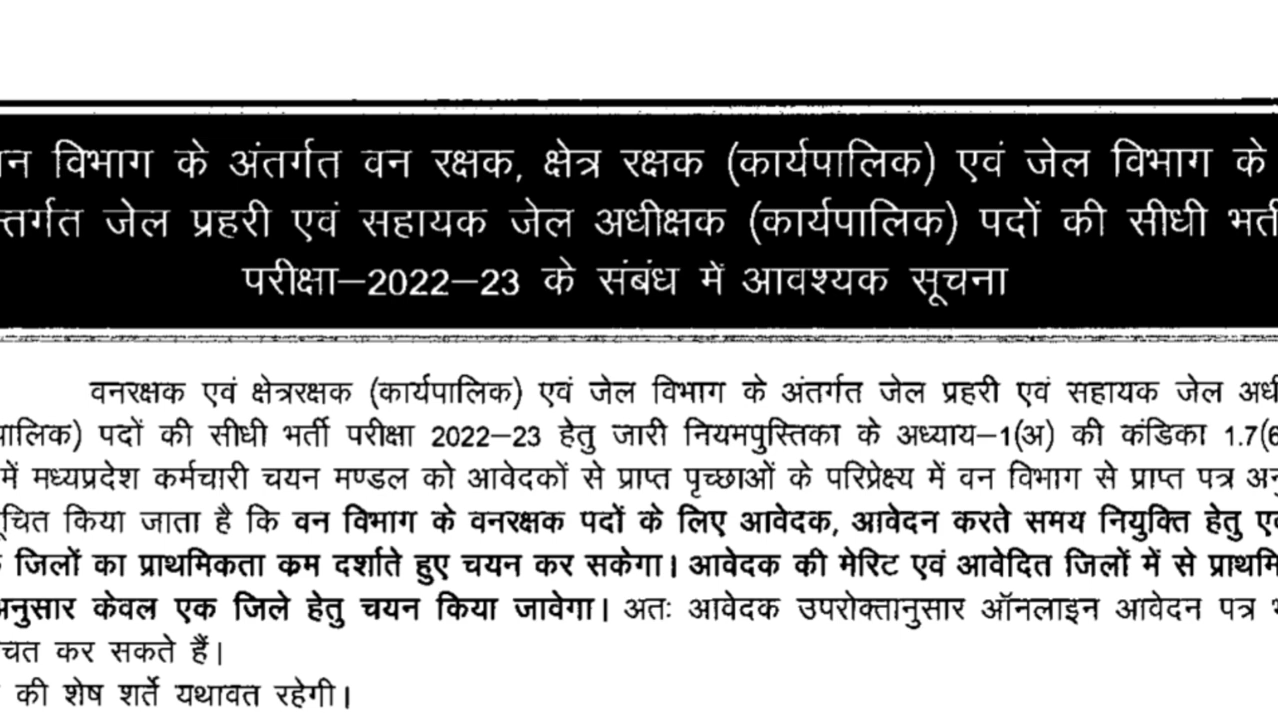 न विभाग के अंतर्गत वन रक्षक, क्षेत्र रक्षक (कार्यपालिक) एवं जेल विभाग के
तर्गत जेल प्रहरी एवं सहायक जेल अधीक्षक (कार्यपालिक) पदों की सीधी भर्ती
परीक्षा–2022–23 के संबंध में आवश्यक सूचना
वनरक्षक एवं क्षेत्ररक्षक (कार्यपालिक) एवं जेल विभाग के अंतर्गत जेल प्रहरी एवं सहायक जेल
पालिक) पदों की सीधी भर्ती परीक्षा 2022–23 हेतु जारी नियमपुस्तिका के अध्याय–1(अ) की कंडिका 1.7(6
में मध्यप्रदेश कर्मचारी चयन मण्डल को आवेदकों से प्राप्त पृच्छाओं के परिप्रेक्ष्य में वन विभाग से प्राप्त पत्र
किया जाता है कि वन विभाग के वनरक्षक पदों के लिए आवेदक, आवेदन करते समय नियुक्ति हेतु
जिलों का प्राथमिकता क्रम दर्शाते हुए चयन कर सकेगा। आवेदक की मेरिट एवं आवेदित जिलों में से
अनुसार केवल एक जिले हेतु चयन किया जावेगा। अतः आवेदक उपरोक्तानुसार ऑनलाइन आवेदन पत्र
चत कर सकते हैं।
की शेष शर्ते यथावत रहेगी।